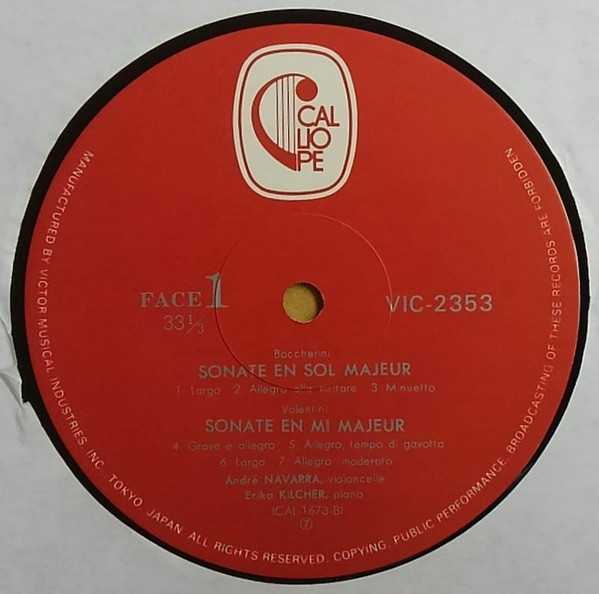 CAL
LIO
PE
FACE 1
33 1/3
VIC-2353
Boccherini
SONATE EN SOL MAJEUR
1. Largo 2. Allegro alla militare 3. Minuetto
Valentini
SONATE EN MI MAJEUR
4. Grave e allegro 5. Allegro, tempo di gavotta
6. Largo 7. Allegro moderato
André NAVARRA, violoncelle
Erika KILCHER, piano
(CAL-1673-B)
MANUFACTURED BY VICTOR MUSICAL INDUSTRIES, INC. TOKYO, JAPAN. ALL RIGHTS RESERVED. COPYING, PUBLIC PERFORMANCE, BROADCASTING OF THESE RECORDS ARE FORBIDDEN